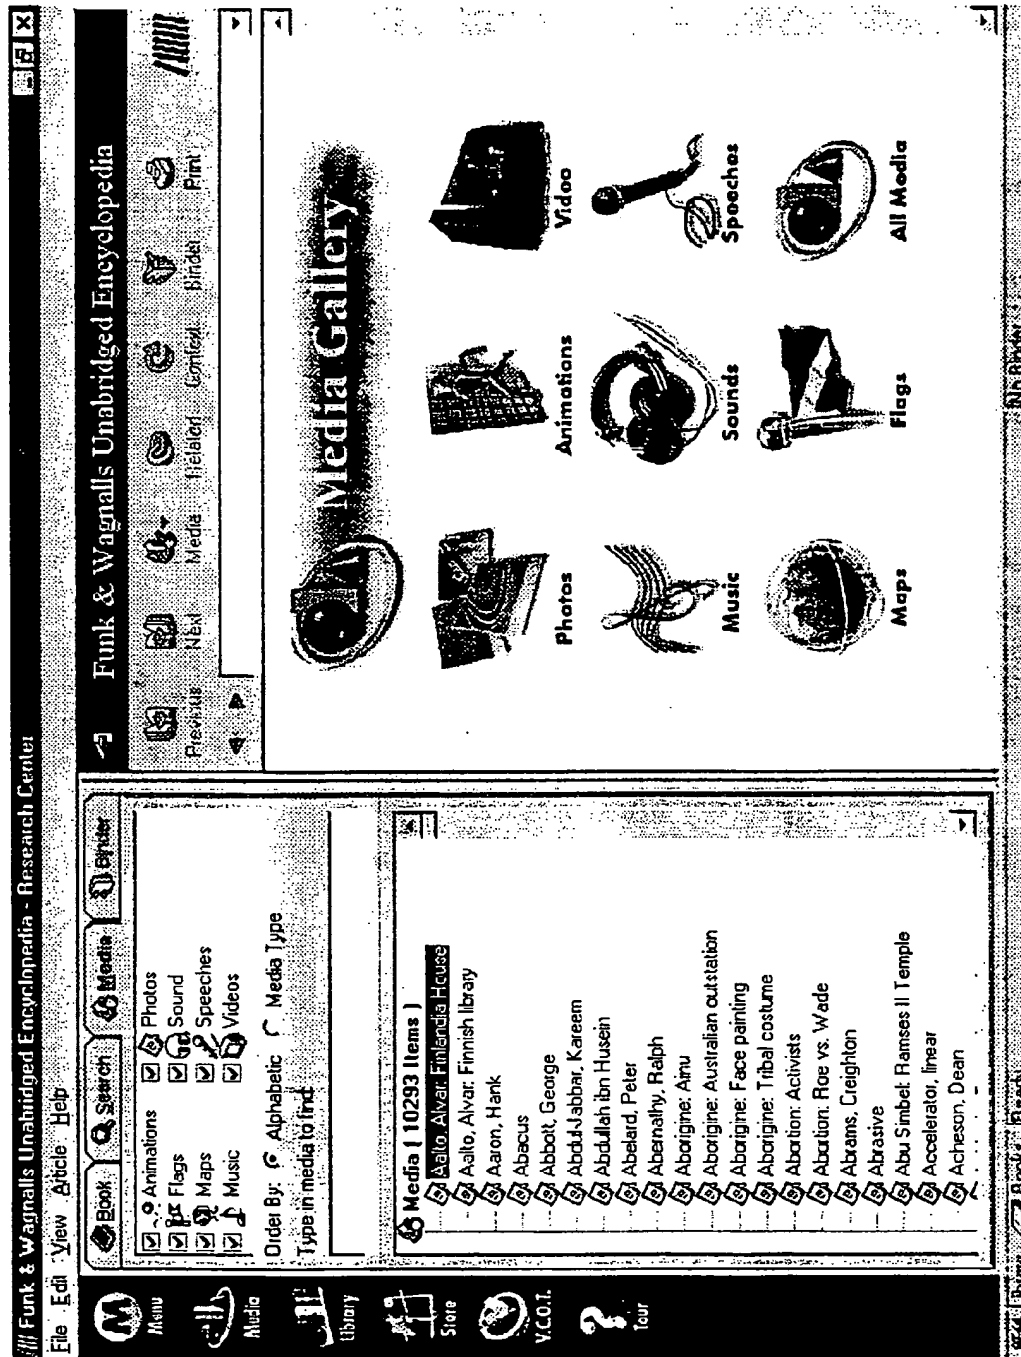 Funk & Wagnalls Unabridged Encyclopedia - Research Center
File Edit View Article Help
Menu
Media
Library
Store
V.C.O.T.
Tour
Book Search Media Binder
Animations Photos
Flags Sound
Maps Speeches
Music Videos
Order By: Alphabetic Media Type
Type in media to find:
Media ( 10293 Items )
Aalto, Alvar: Finlandia House
Aalto, Alvar: Finnish library
Aaron, Hank
Abacus
Abbott, George
Abdul-Jabbar, Kareem
Abdullah ibn Husein
Abelard, Peter
Abernathy, Ralph
Aborigine: Ainu
Aborigine: Australian outstation
Aborigine: Face painting
Aborigine: Tribal costume
Abortion: Activists
Abortion: Roe vs. Wade
Abrams, Creighton
Abrasive
Abu Simbel: Ramses II Temple
Accelerator, linear
Acheson, Dean
Funk & Wagnalls Unabridged Encyclopedia
Previous Next Media Related Context Binder Print
Media Gallery
Photos Animations Video
Music Sounds Speeches
Maps Flags All Media
Ready
No Binder